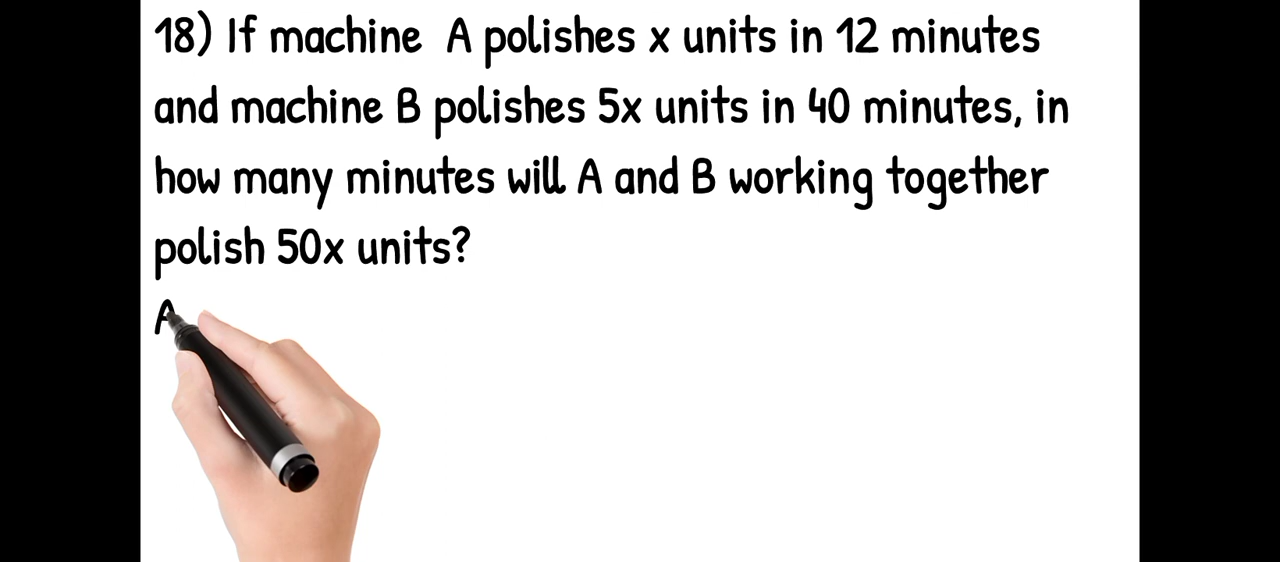 18) If machine A polishes x units in 12 minutes
and machine B polishes 5x units in 40 minutes, in
how many minutes will A and B working together
polish 50x units?
A